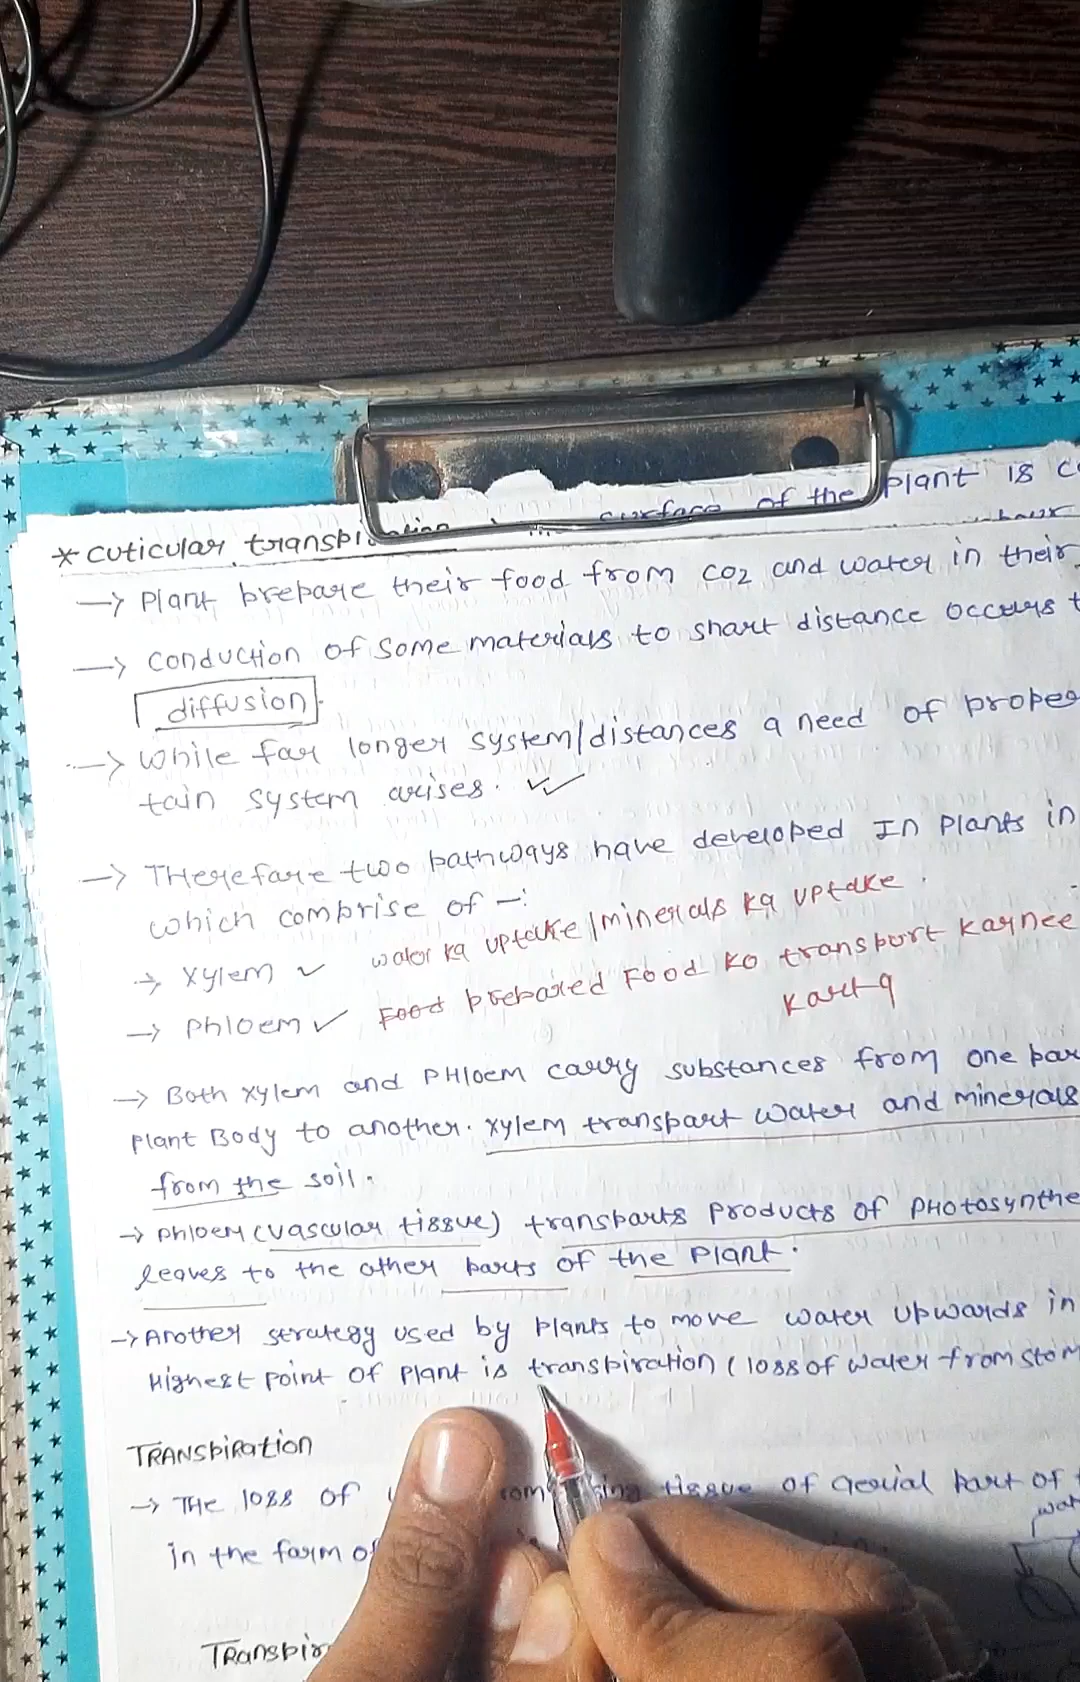 surface of the plant is
* cuticular transpi
→ Plant prepare their food from CO2 and water in their
→ conduction of some materials to short distance occurs
diffusion
→ while for longer system/distances a need of proper
tain system arises.
→ THerefore two pathways have developed In Plants in
which comprise of -:
→ xylem ✓ water ka uptake/minerals ka uptake.
→ Phloem ✓ Food prepared Food ko transport karnee
karta
→ Both xylem and PHloem carry substances from one par
Plant Body to another. xylem transport water and minerals
from the soil.
→ phloem (vascular tissue) transports products of PHotosynthe
leaves to the other parts of the Plant.
→ Another strategy used by plants to move water upwards in
Highest point of Plant is transpiration (loss of water from stom
TRANSpiRation
→ THe loss of tissue of aerial part of
wat
in the form of
TRanspir